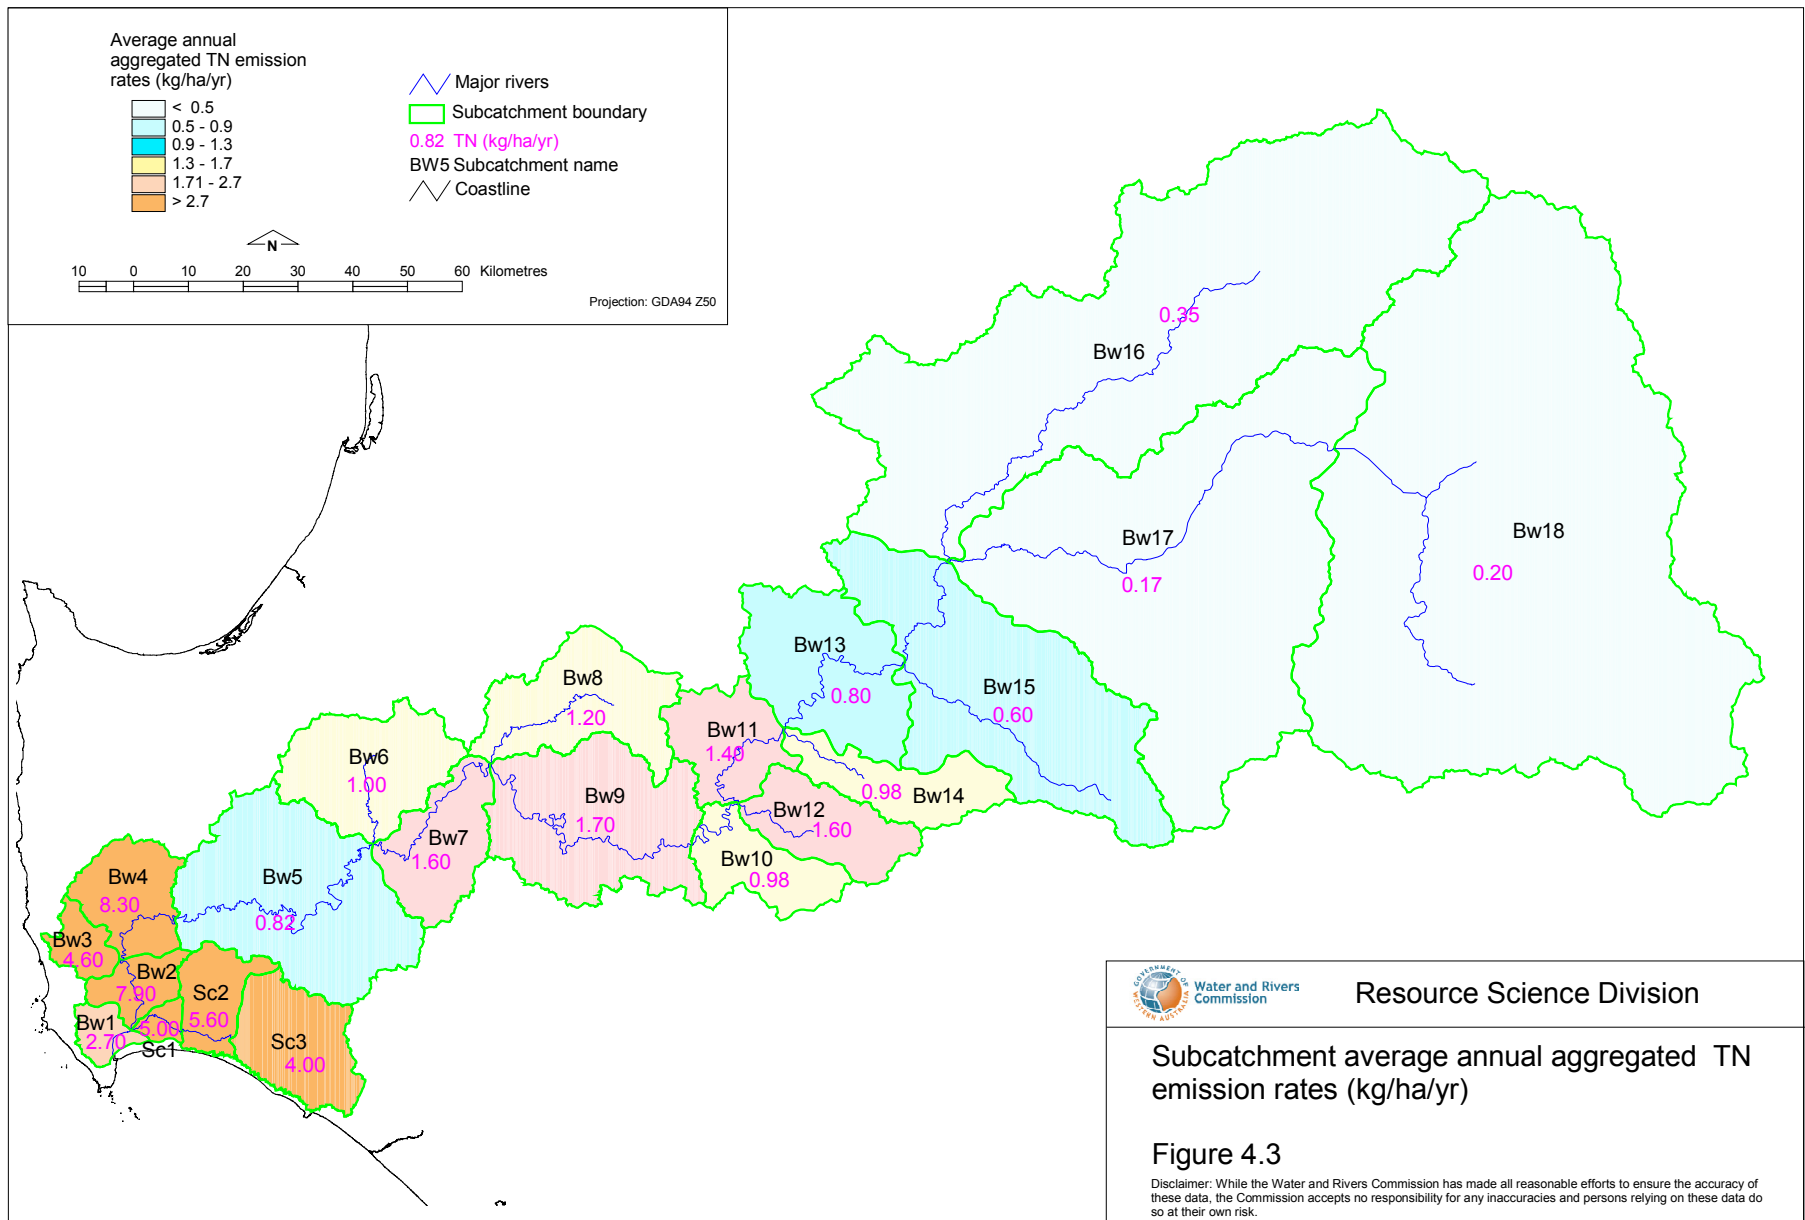 Average annual
aggregated TN emission
rates (kg/ha/yr)
< 0.5
0.5 - 0.9
0.9 - 1.3
1.3 - 1.7
1.71 - 2.7
> 2.7
Major rivers
Subcatchment boundary
0.82 TN (kg/ha/yr)
BW5 Subcatchment name
Coastline
N
10 0 10 20 30 40 50 60 Kilometres
Projection: GDA94 Z50
0.35
Bw16
Bw17
0.17
Bw18
0.20
Bw13
0.80
Bw15
0.60
Bw8
1.20
Bw11
1.40
Bw6
1.00
Bw9
1.70
0.98
Bw14
Bw12
1.60
Bw7
1.60
Bw10
0.98
Bw5
0.82
Bw4
8.30
Bw3
4.60
Bw2
7.90
Sc2
5.60
Bw1
2.70
5.00
Sc1
Sc3
4.00
GOVERNMENT OF
WESTERN AUSTRALIA
Water and Rivers
Commission
Resource Science Division
Subcatchment average annual aggregated TN
emission rates (kg/ha/yr)
Figure 4.3
Disclaimer: While the Water and Rivers Commission has made all reasonable efforts to ensure the accuracy of
these data, the Commission accepts no responsibility for any inaccuracies and persons relying on these data do
so at their own risk.